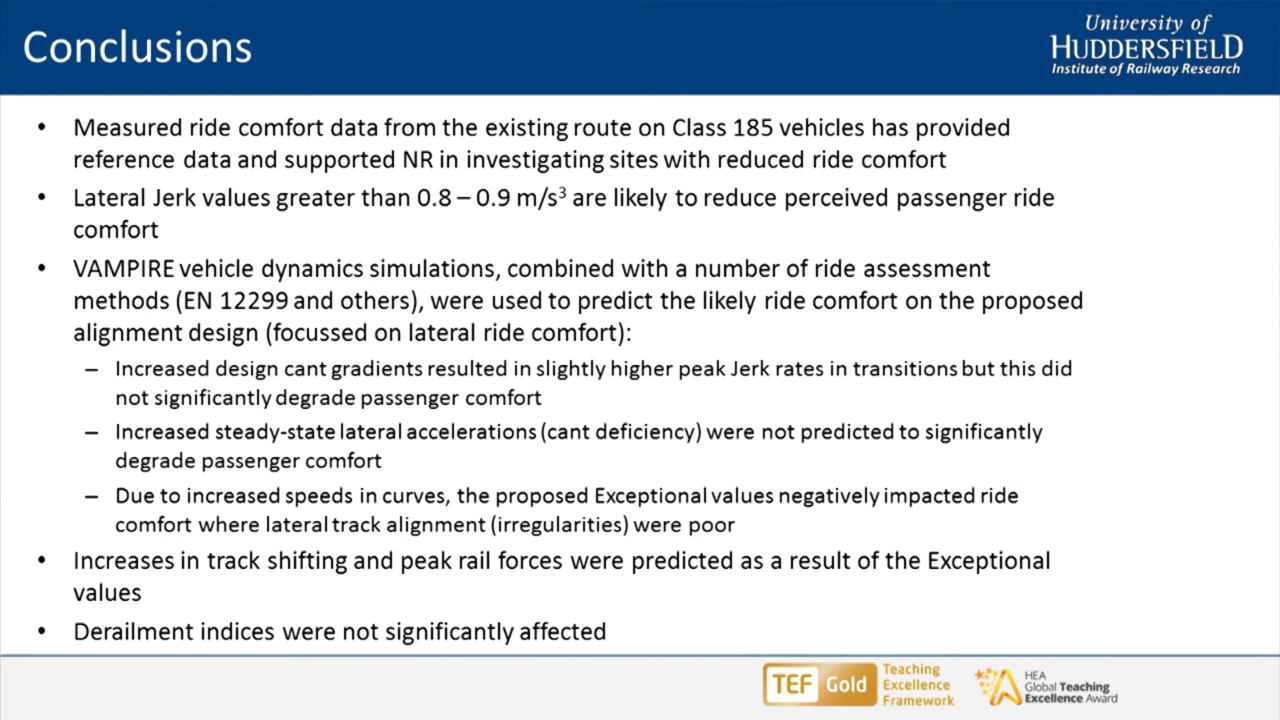 Conclusions
University of
HUDDERSFIELD
Institute of Railway Research
• Measured ride comfort data from the existing route on Class 185 vehicles has provided
reference data and supported NR in investigating sites with reduced ride comfort
• Lateral Jerk values greater than 0.8 – 0.9 m/s³ are likely to reduce perceived passenger ride
comfort
• VAMPIRE vehicle dynamics simulations, combined with a number of ride assessment
methods (EN 12299 and others), were used to predict the likely ride comfort on the proposed
alignment design (focussed on lateral ride comfort):
– Increased design cant gradients resulted in slightly higher peak Jerk rates in transitions but this did
not significantly degrade passenger comfort
– Increased steady-state lateral accelerations (cant deficiency) were not predicted to significantly
degrade passenger comfort
– Due to increased speeds in curves, the proposed Exceptional values negatively impacted ride
comfort where lateral track alignment (irregularities) were poor
• Increases in track shifting and peak rail forces were predicted as a result of the Exceptional
values
• Derailment indices were not significantly affected
TEF Gold
Teaching
Excellence
Framework
HEA
Global Teaching
Excellence Award